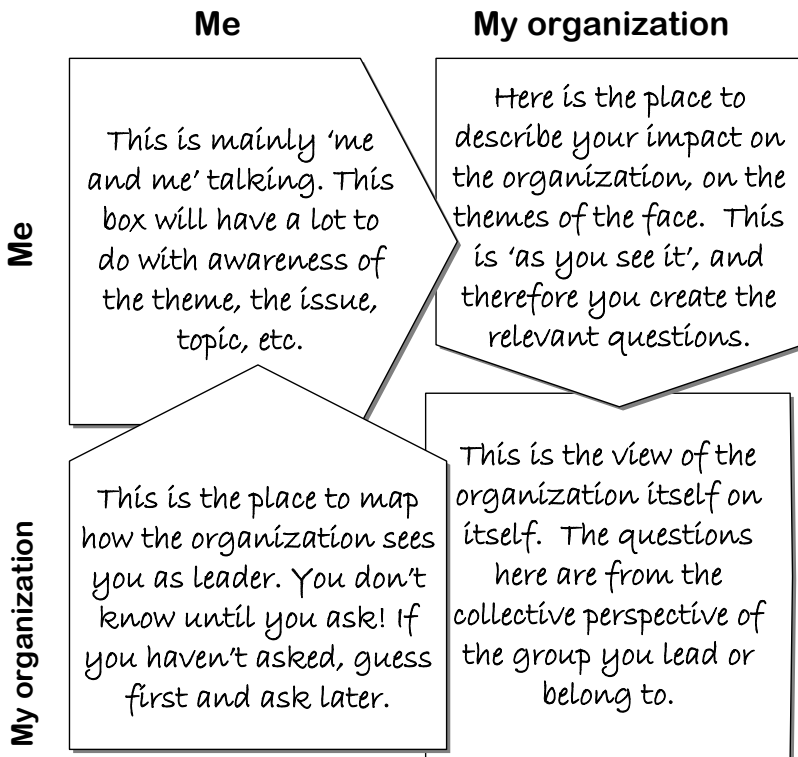 Me
My organization
Me
This is mainly ‘me
and me’ talking. This
box will have a lot to
do with awareness of
the theme, the issue,
topic, etc.
Here is the place to
describe your impact on
the organization, on the
themes of the face.  This
is ‘as you see it’, and
therefore you create the
relevant questions.
My organization
This is the place to map
how the organization sees
you as leader. You don’t
know until you ask! If
you haven’t asked, guess
first and ask later.
This is the view of the
organization itself on
itself.  The questions
here are from the
collective perspective of
the group you lead or
belong to.